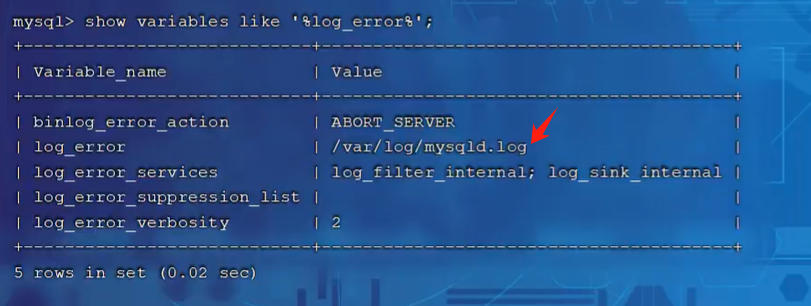 mysql> show variables like '%log_error%';
+----------------------------+----------------------------------------+
| Variable_name              | Value                                  |
+----------------------------+----------------------------------------+
| binlog_error_action        | ABORT_SERVER                           |
| log_error                  | /var/log/mysqld.log                    |
| log_error_services         | log_filter_internal; log_sink_internal |
| log_error_suppression_list |                                        |
| log_error_verbosity        | 2                                      |
+----------------------------+----------------------------------------+
5 rows in set (0.02 sec)